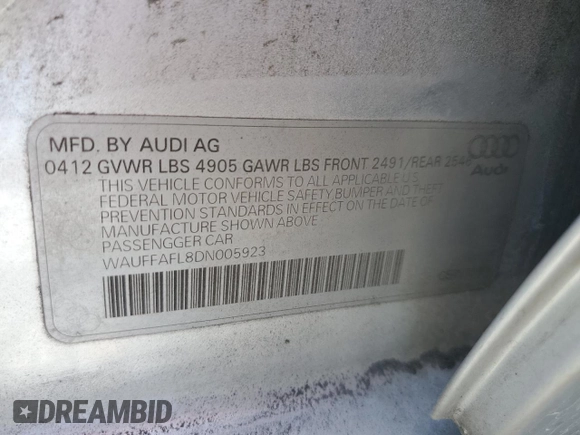 MFD. BY AUDI AG
0412 GVWR LBS 4905 GAWR LBS FRONT 2491/REAR
Audi
THIS VEHICLE CONFORMS TO ALL APPLICABLE U.S.
FEDERAL MOTOR VEHICLE SAFETY,BUMPER AND THEFT
PREVENTION STANDARDS IN EFFECT ON THE DATE OF
MANUFACTURE SHOWN ABOVE
PASSENGGER CAR
WAUFFAFL8DN005923
DREAMBID